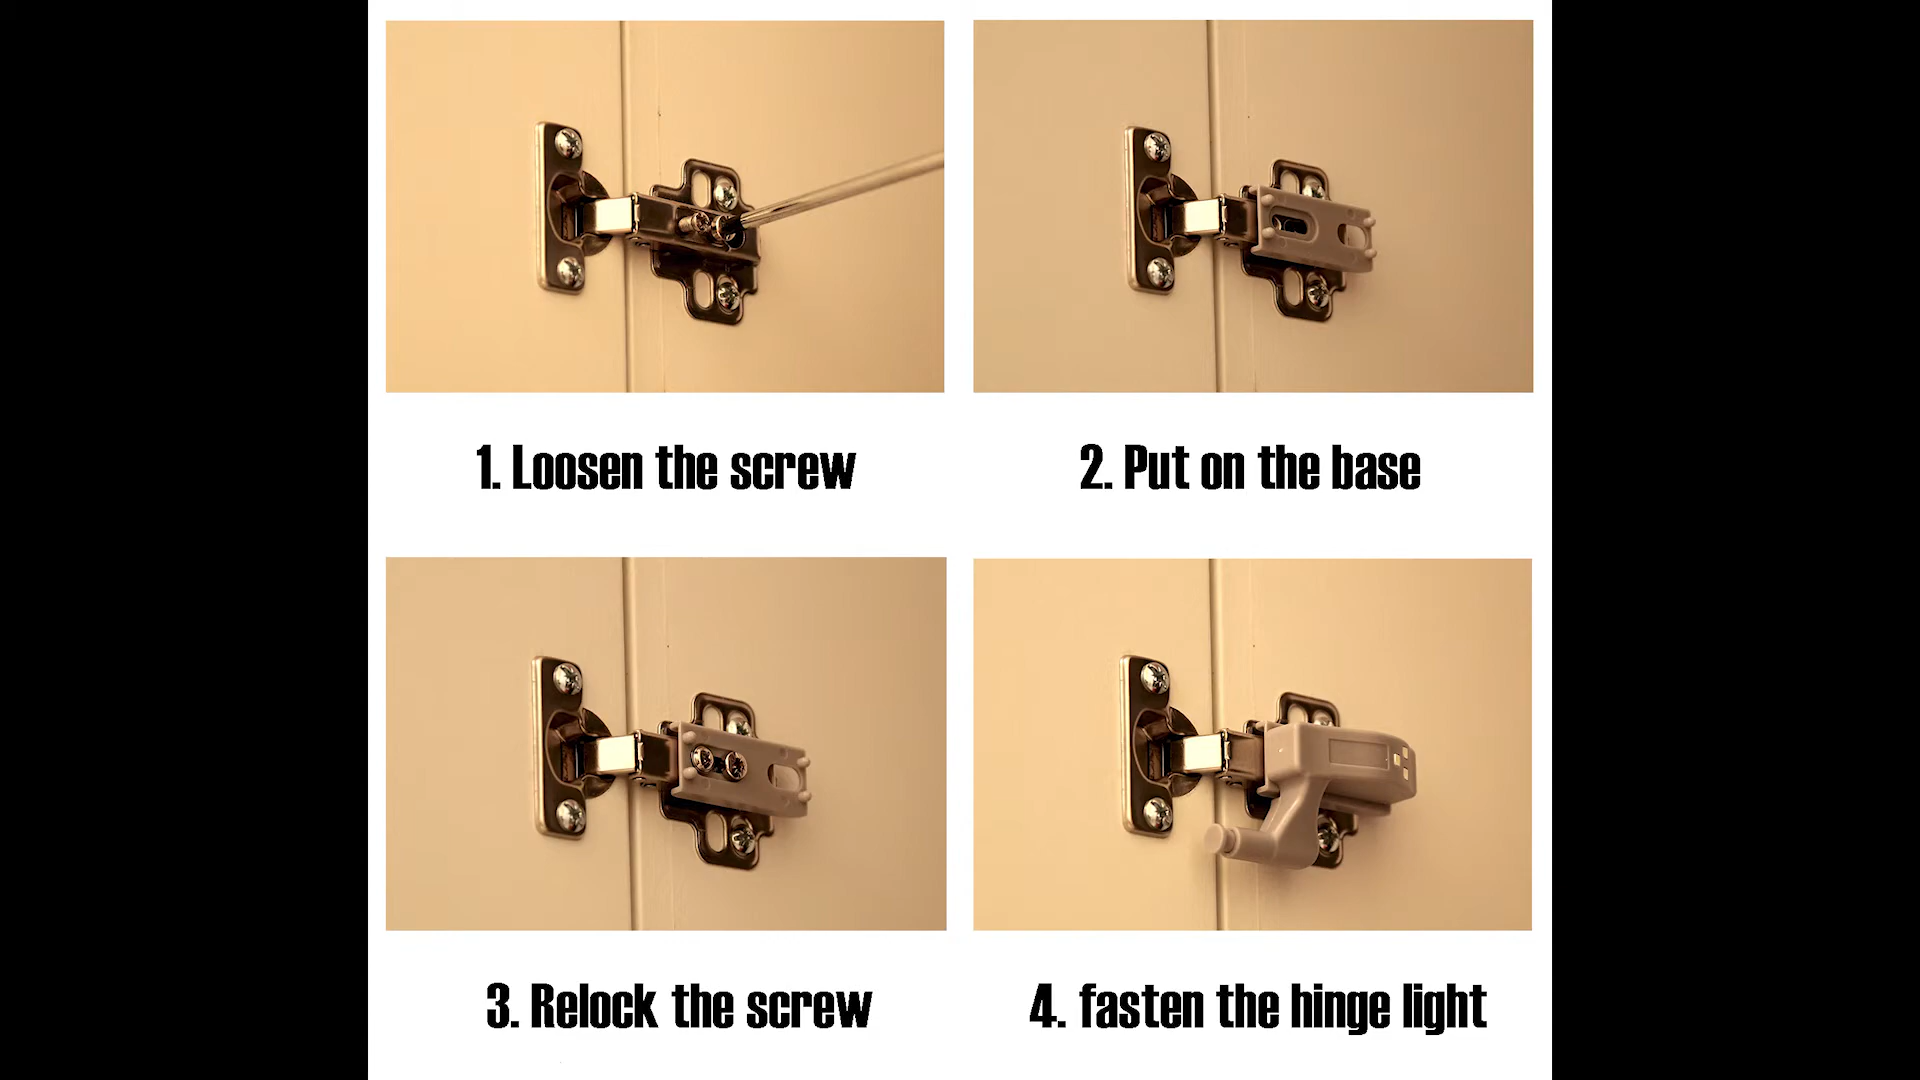 1. Loosen the screw
2. Put on the base
3. Relock the screw
4. fasten the hinge light